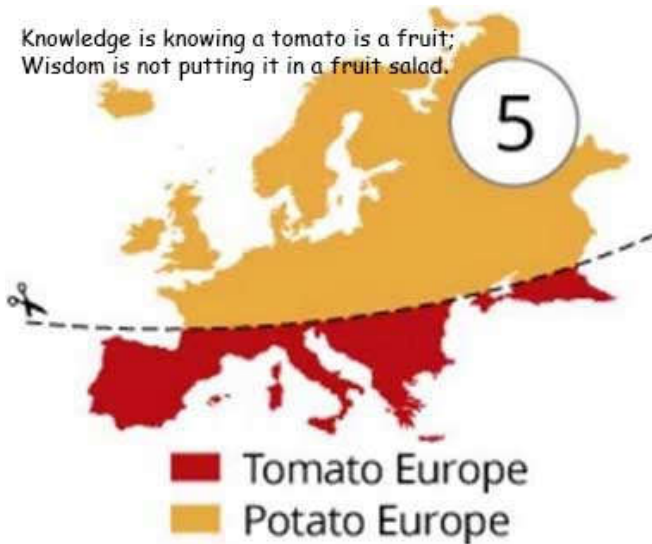 Knowledge is knowing a tomato is a fruit;
Wisdom is not putting it in a fruit salad.
5
Tomato Europe
Potato Europe